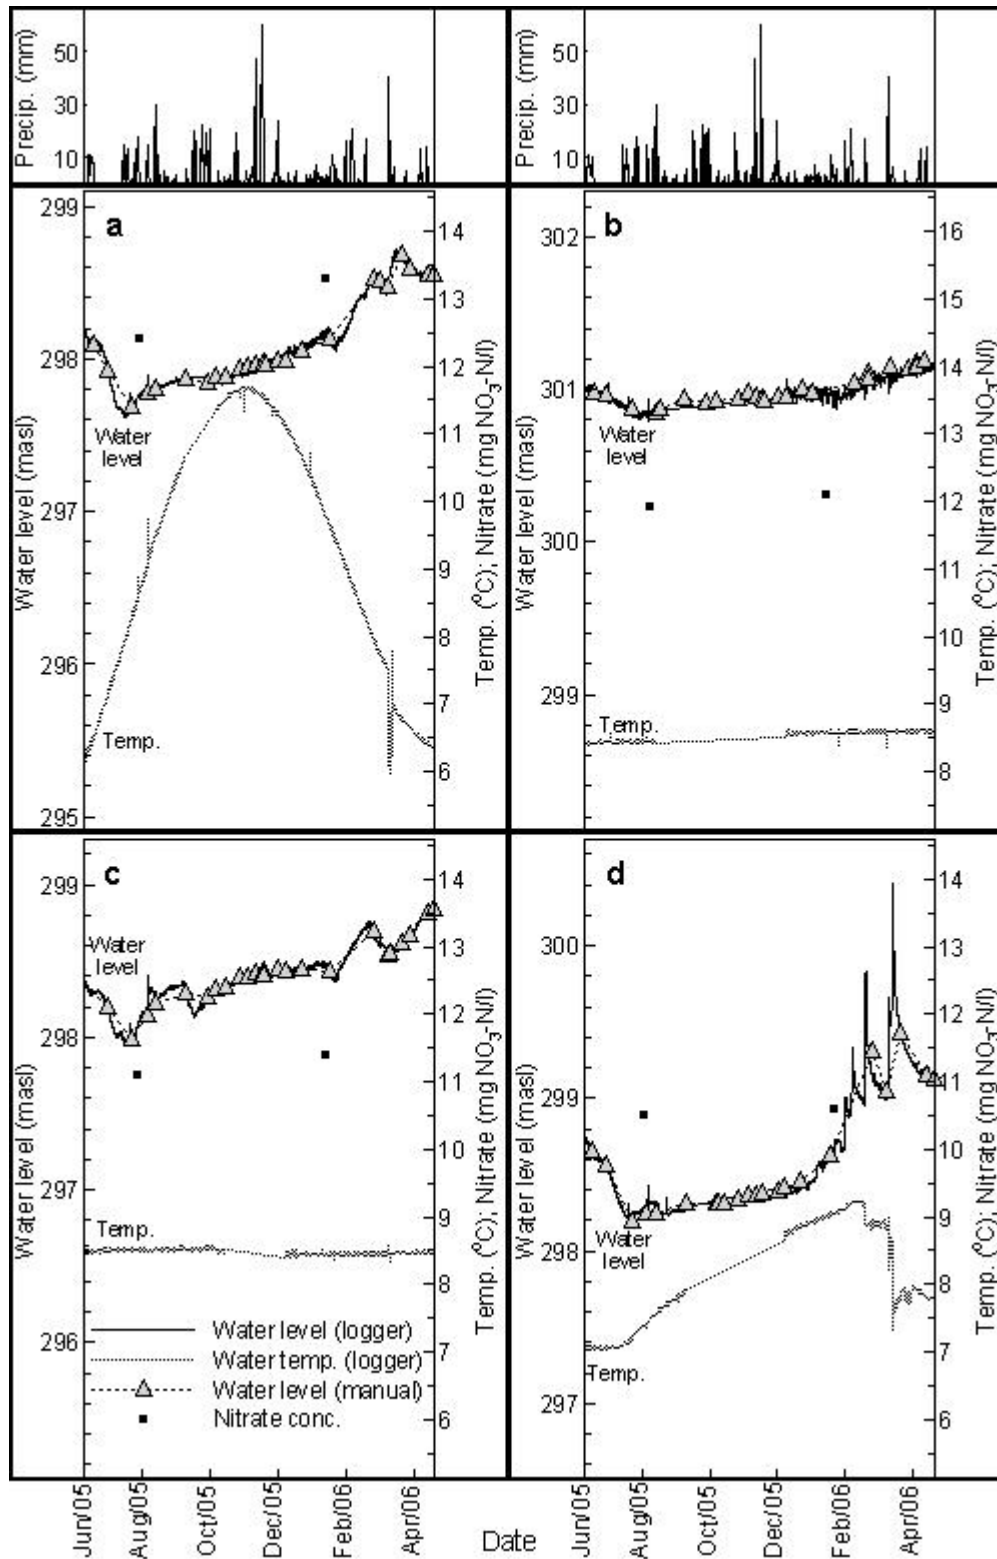 Precip. (mm)
50
30
10
Precip. (mm)
50
30
10
a
Water level (masl)
299
298
297
296
295
Water
level
Temp.
14
13
12
11
10
9
8
7
6
Temp. (⁰C); Nitrate (mg NO₃-N/l)
b
Water level (masl)
302
301
300
299
Water
level
Temp.
16
15
14
13
12
11
10
9
8
Temp. (⁰C); Nitrate (mg NO₃-N/l)
c
Water level (masl)
299
298
297
296
Water
level
Temp.
Water level (logger)
Water temp. (logger)
Water level (manual)
Nitrate conc.
14
13
12
11
10
9
8
7
6
Temp. (⁰C); Nitrate (mg NO₃-N/l)
d
Water level (masl)
300
299
298
297
Water
level
Temp.
14
13
12
11
10
9
8
7
6
Temp. (⁰C); Nitrate (mg NO₃-N/l)
Jun/05
Aug/05
Oct/05
Dec/05
Feb/06
Apr/06
Date
Jun/05
Aug/05
Oct/05
Dec/05
Feb/06
Apr/06